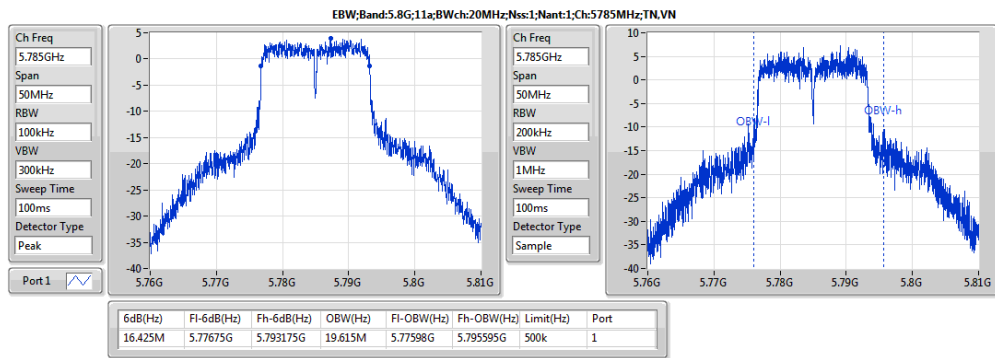 EBW;Band:5.8G;11a;BWch:20MHz;Nss:1;Nant:1;Ch:5785MHz;TN,VN
Ch Freq
5.785GHz
Span
50MHz
RBW
100kHz
VBW
300kHz
Sweep Time
100ms
Detector Type
Peak
Port 1
5
0
-5
-10
-15
-20
-25
-30
-35
-40
5.76G 5.77G 5.78G 5.79G 5.8G 5.81G
Ch Freq
5.785GHz
Span
50MHz
RBW
200kHz
VBW
1MHz
Sweep Time
100ms
Detector Type
Sample
10
5
0
-5
-10
-15
-20
-25
-30
-35
-40
OBW-l
OBW-h
5.76G 5.77G 5.78G 5.79G 5.8G 5.81G
6dB(Hz) Fl-6dB(Hz) Fh-6dB(Hz) OBW(Hz) Fl-OBW(Hz) Fh-OBW(Hz) Limit(Hz) Port
16.425M 5.77675G 5.793175G 19.615M 5.77598G 5.795595G 500k 1